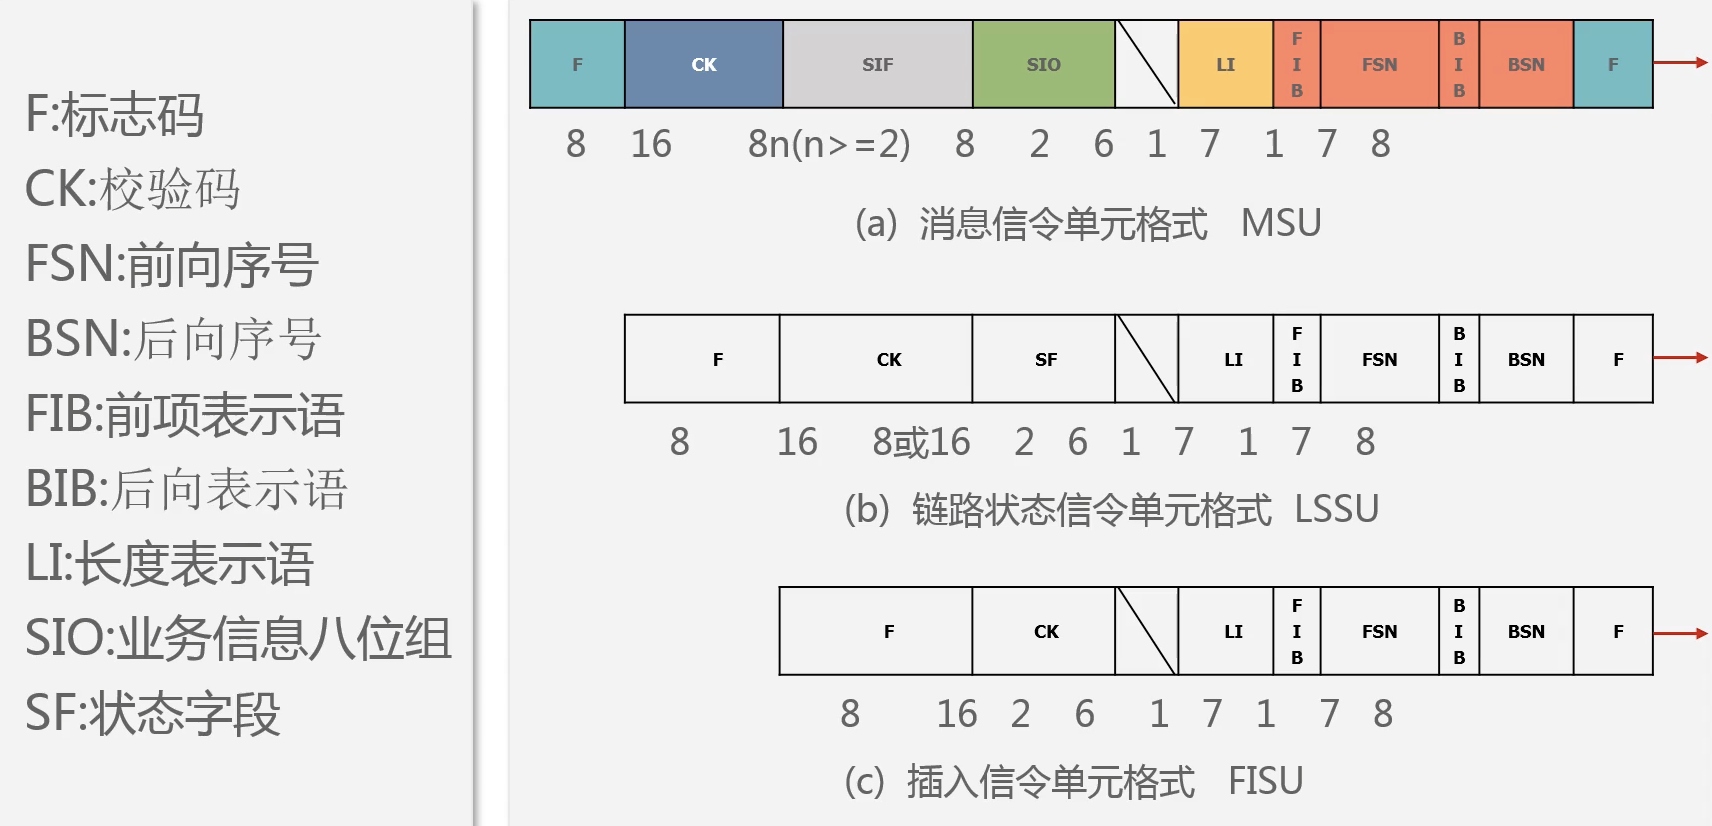 F:标志码
CK:校验码
FSN:前向序号
BSN:后向序号
FIB:前项表示语
BIB:后向表示语
LI:长度表示语
SIO:业务信息八位组
SF:状态字段
F CK SIF SIO LI FIB FSN BIB BSN F
8 16 8n(n>=2) 8 2 6 1 7 1 7 8
(a) 消息信令单元格式 MSU
F CK SF LI FIB FSN BIB BSN F
8 16 8或16 2 6 1 7 1 7 8
(b) 链路状态信令单元格式 LSSU
F CK LI FIB FSN BIB BSN F
8 16 2 6 1 7 1 7 8
(c) 插入信令单元格式 FISU